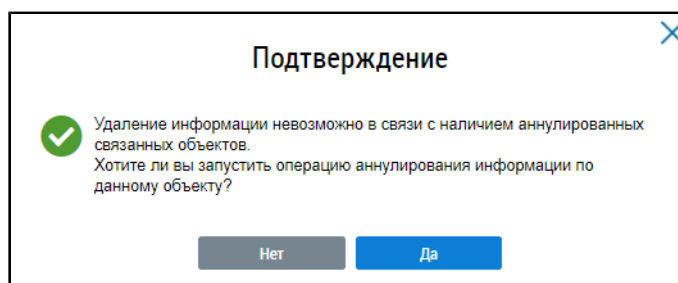 Подтверждение
Удаление информации невозможно в связи с наличием аннулированных
связанных объектов.
Хотите ли вы запустить операцию аннулирования информации по
данному объекту?
Нет
Да